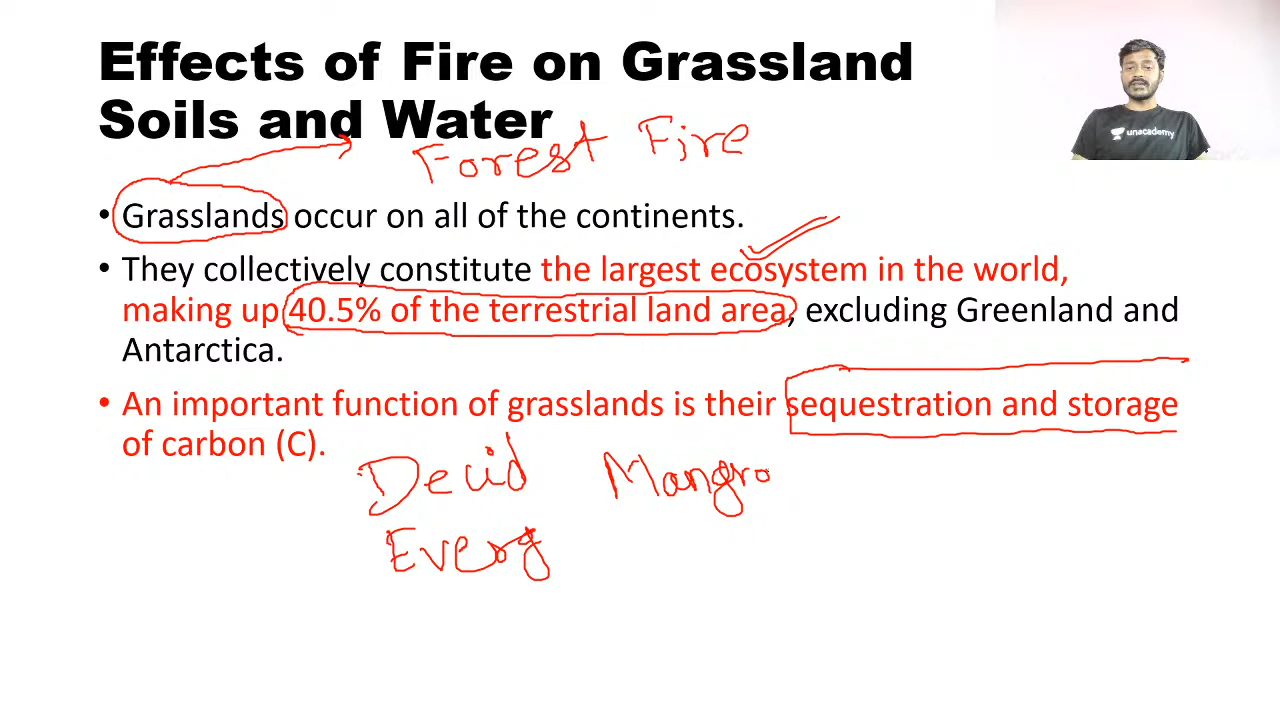 Effects of Fire on Grassland
Soils and Water
Forest Fire
unacademy
• Grasslands occur on all of the continents.
• They collectively constitute the largest ecosystem in the world,
making up 40.5% of the terrestrial land area, excluding Greenland and
Antarctica.
• An important function of grasslands is their sequestration and storage
of carbon (C).
Decid Mangro
Everg